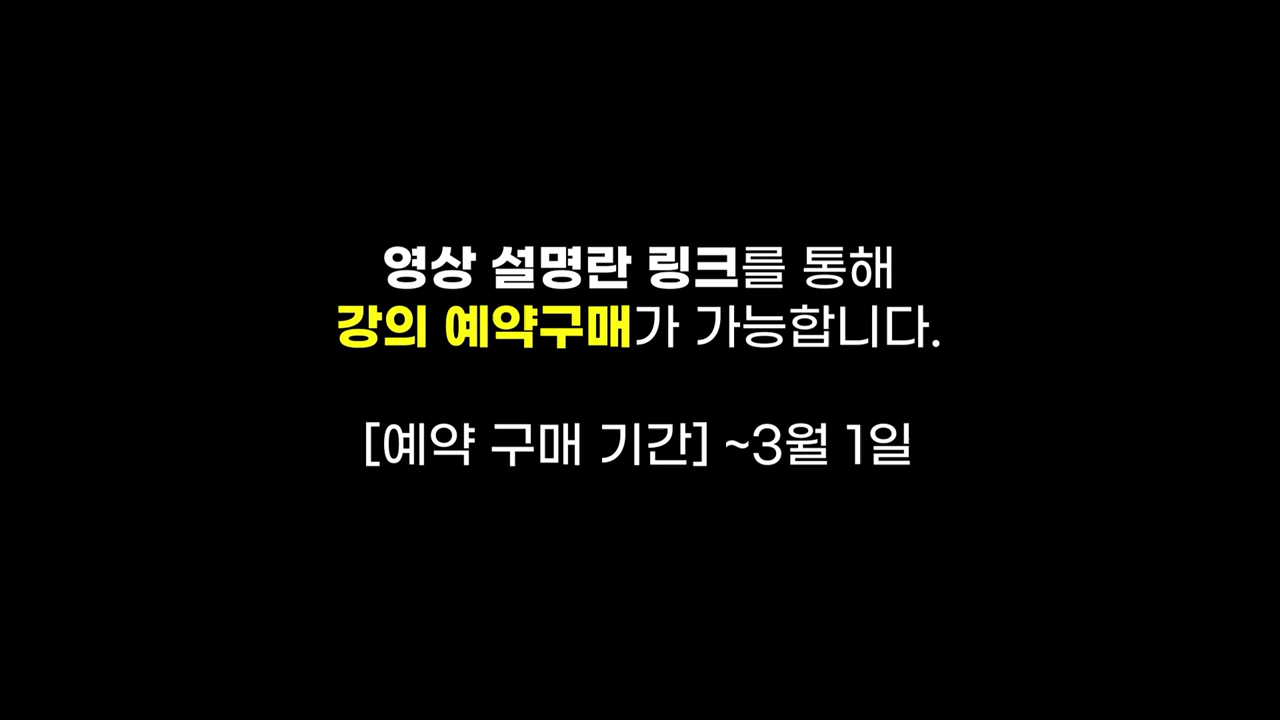 영상 설명란 링크를 통해
강의 예약구매가 가능합니다.
[예약 구매 기간] ~3월 1일